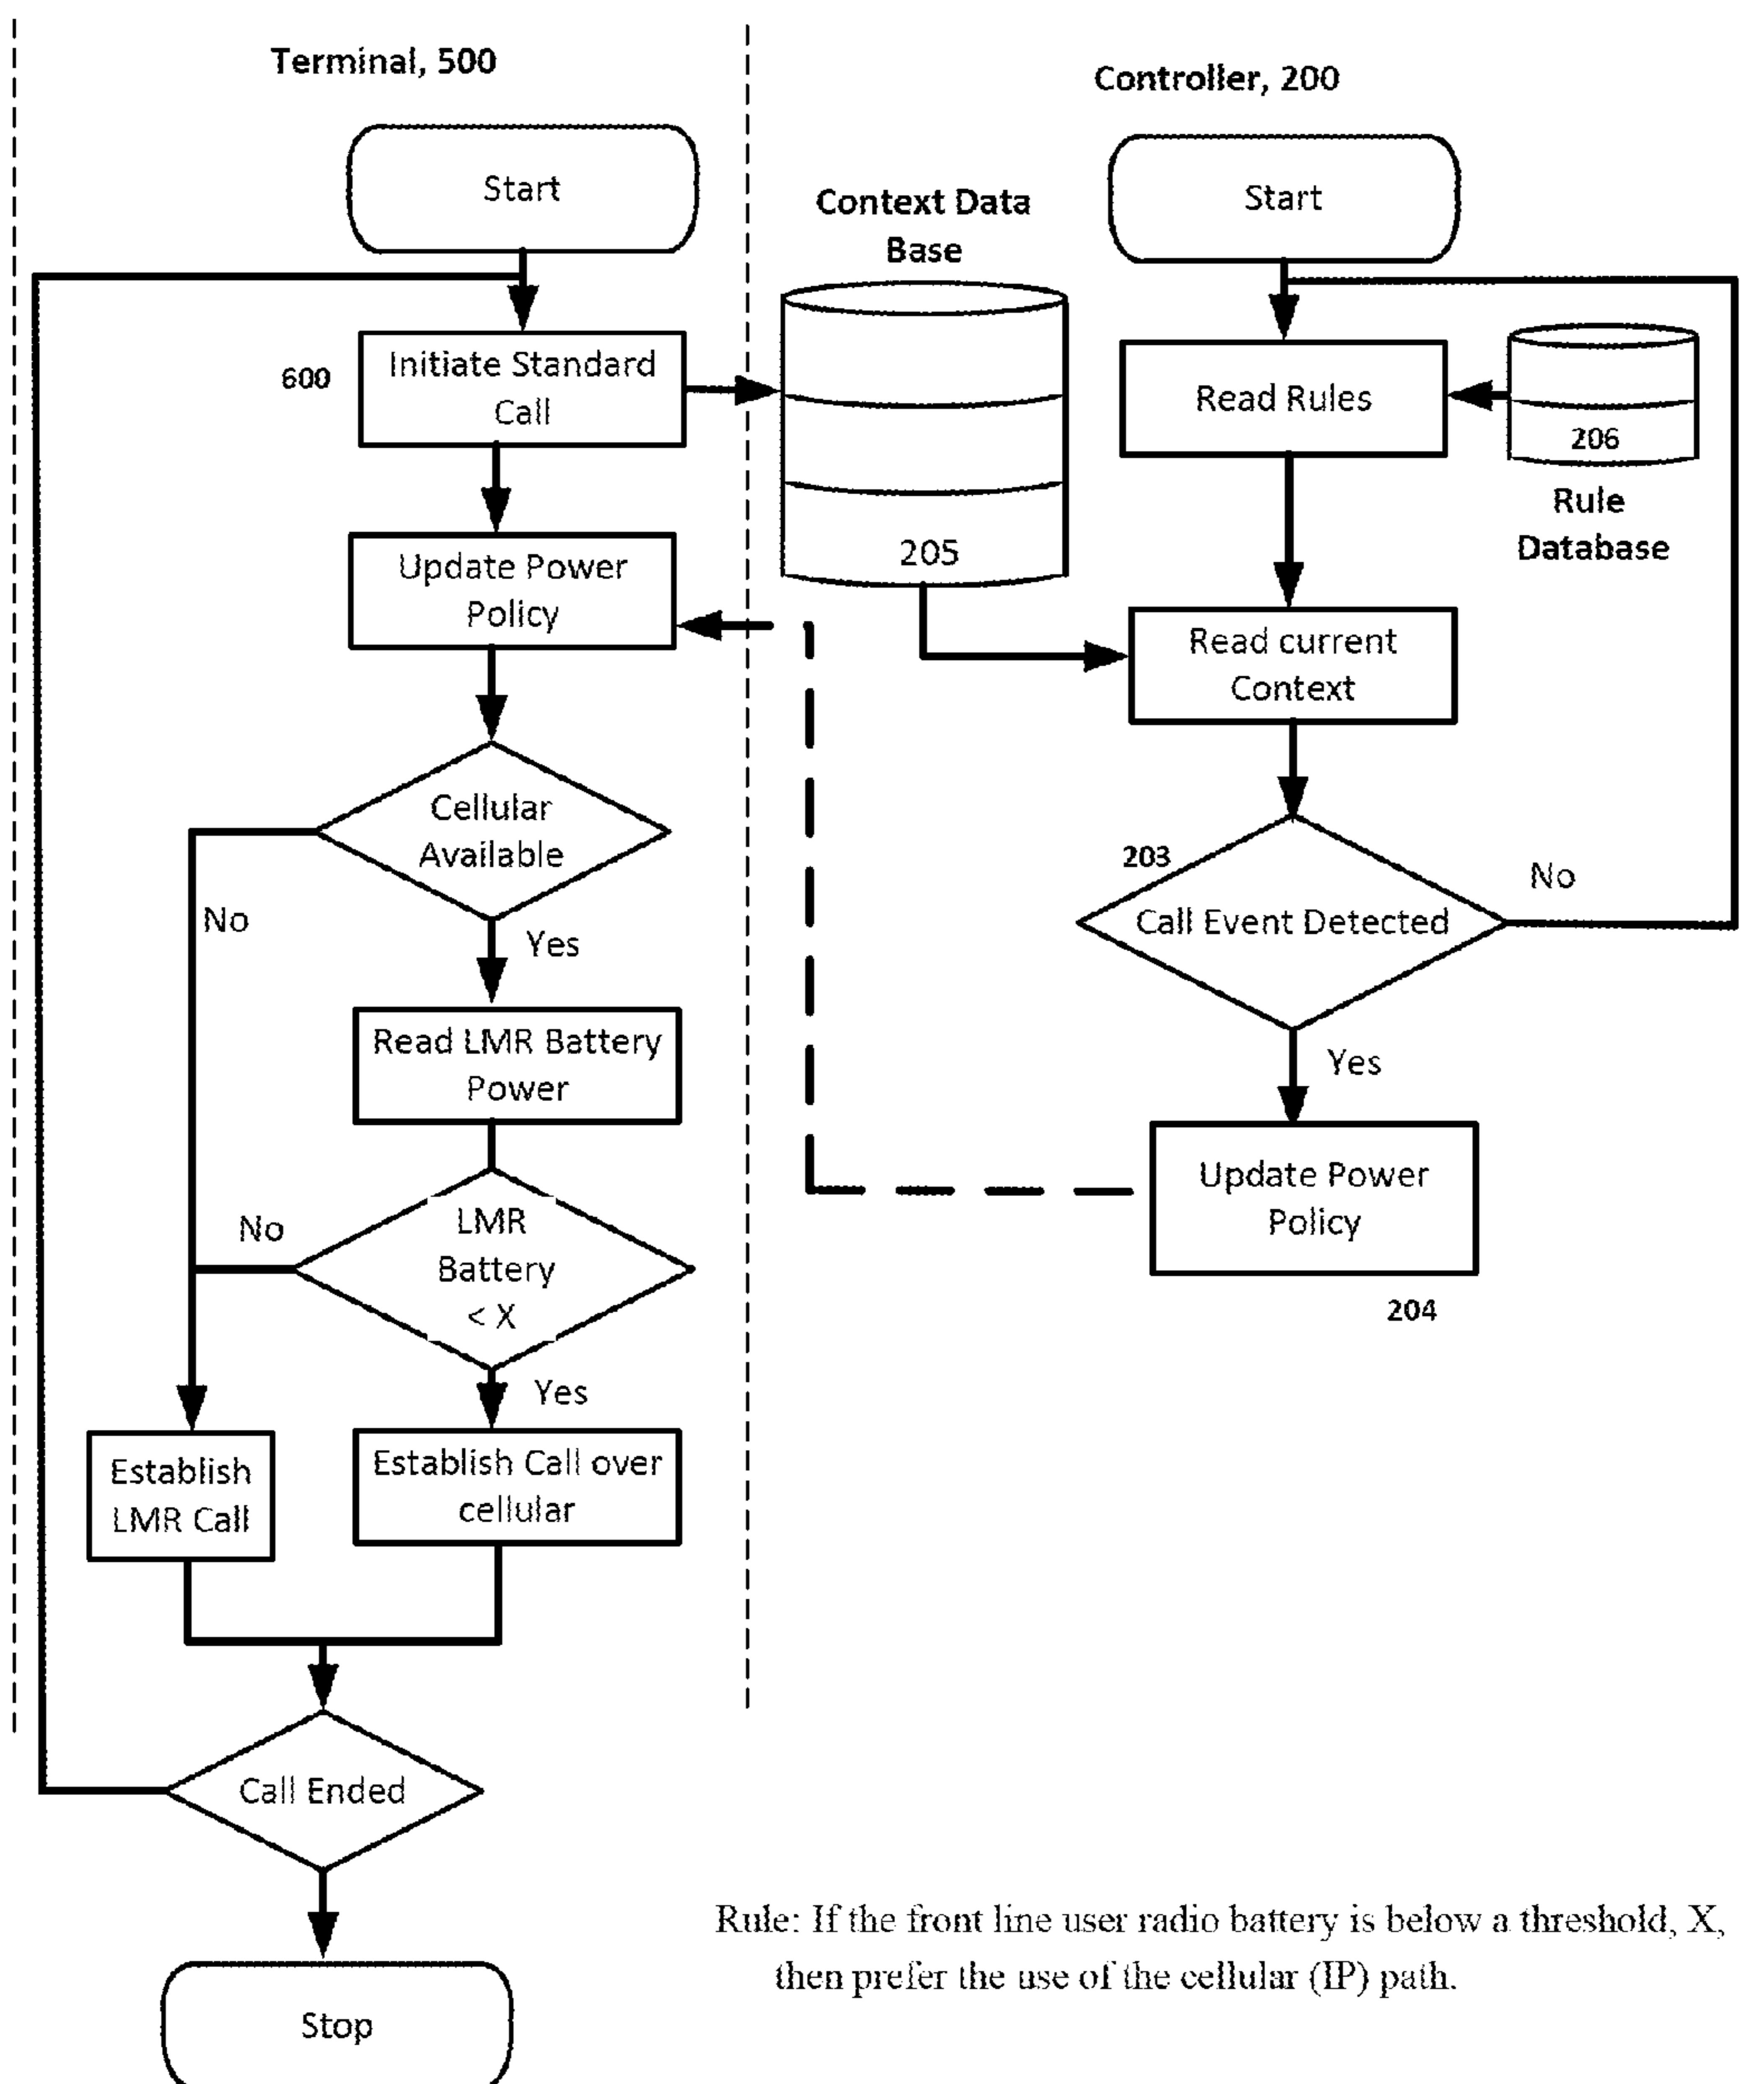 Terminal, 500
Start
600
Initiate Standard
Call
Update Power
Policy
Cellular
Available
No
Yes
Read LMR Battery
Power
No
LMR
Battery
< X
Yes
Establish
LMR Call
Establish Call over
cellular
Call Ended
Stop
Controller, 200
Context Data
Base
205
Start
Read Rules
206
Rule
Database
Read current
Context
203
Call Event Detected
No
Yes
Update Power
Policy
204
Rule: If the front line user radio battery is below a threshold, X,
then prefer the use of the cellular (IP) path.